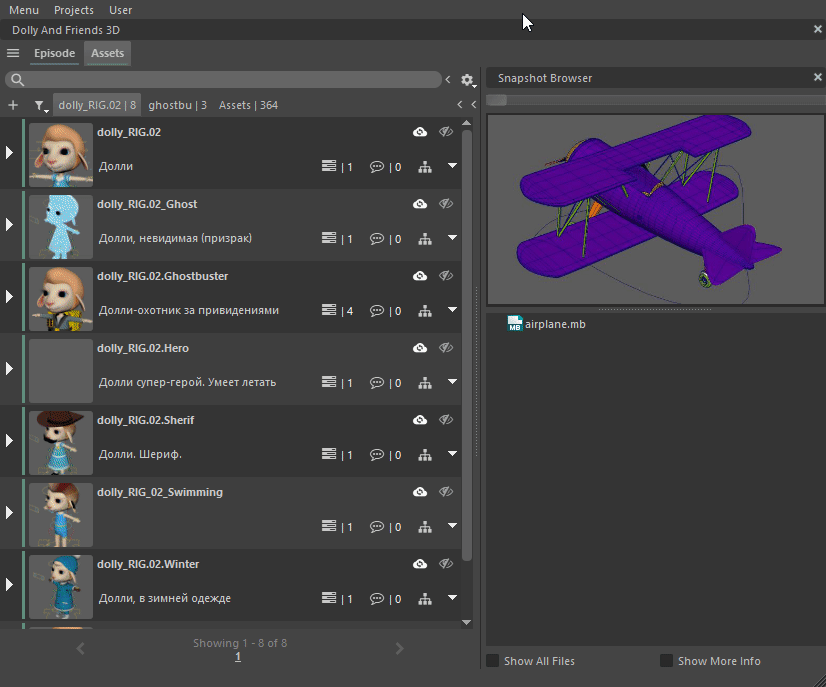 Menu Projects User
Dolly And Friends 3D
Episode Assets
Snapshot Browser
dolly_RIG.02 | 8 ghostbu | 3 Assets | 364
dolly_RIG.02
Долли | 1 | 0
dolly_RIG.02_Ghost
Долли, невидимая (призрак) | 1 | 0
dolly_RIG.02.Ghostbuster
Долли-охотник за привидениями | 4 | 0
dolly_RIG.02.Hero
Долли супер-герой. Умеет летать | 1 | 0
dolly_RIG.02.Sherif
Долли. Шериф. | 1 | 0
dolly_RIG_02_Swimming
| 1 | 0
dolly_RIG.02.Winter
Долли, в зимней одежде | 1 | 0
Showing 1 - 8 of 8
1
MB airplane.mb
Show All Files Show More Info